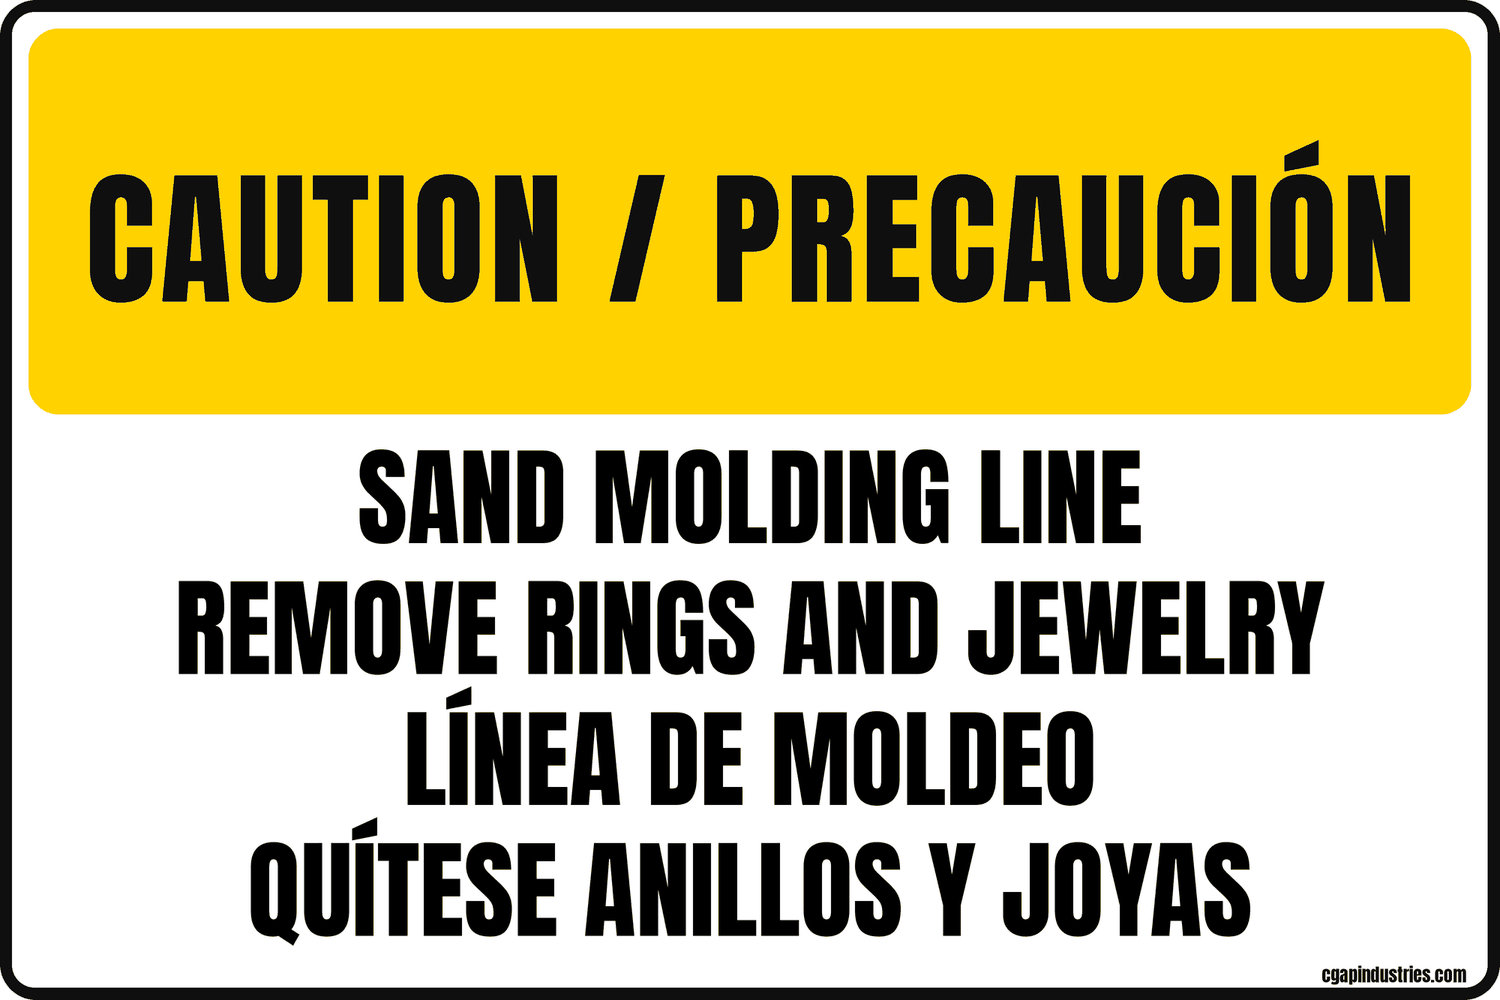 CAUTION / PRECAUCIÓN
SAND MOLDING LINE
REMOVE RINGS AND JEWELRY
LÍNEA DE MOLDEO
QUÍTESE ANILLOS Y JOYAS
cgapindustries.com